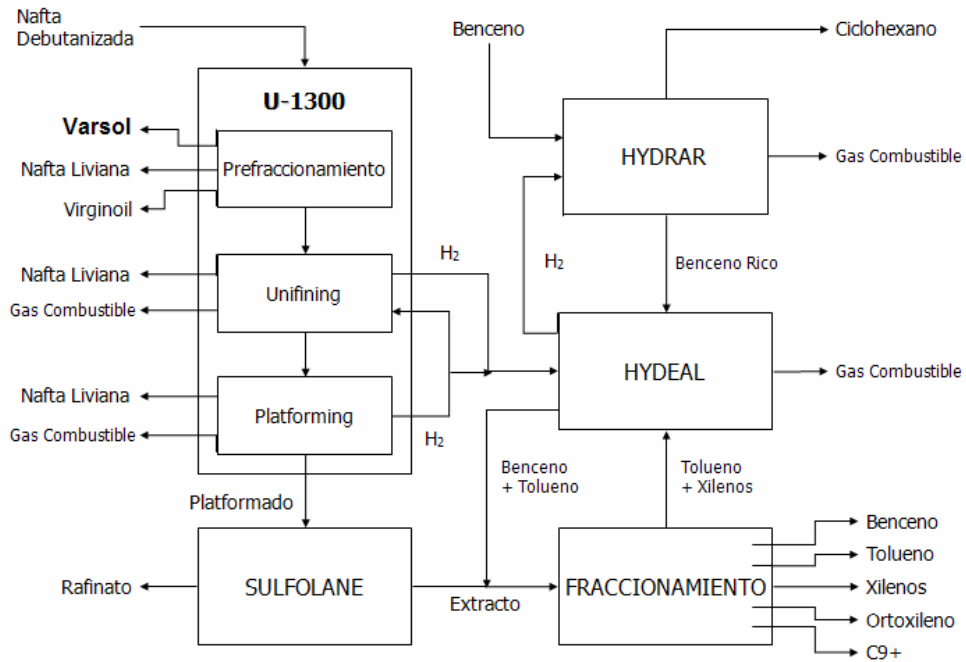 Nafta
Debutanizada
Benceno
Ciclohexano
U-1300
Varsol
Prefraccionamiento
Nafta Liviana
Virginoil
HYDRAR
Gas Combustible
H2
H2
Benceno Rico
Nafta Liviana
Unifining
Gas Combustible
HYDEAL
Gas Combustible
Nafta Liviana
Platforming
Gas Combustible
H2
Benceno
+ Tolueno
Tolueno
+ Xilenos
Platformado
Rafinato
SULFOLANE
Extracto
FRACCIONAMIENTO
Benceno
Tolueno
Xilenos
Ortoxileno
C9+